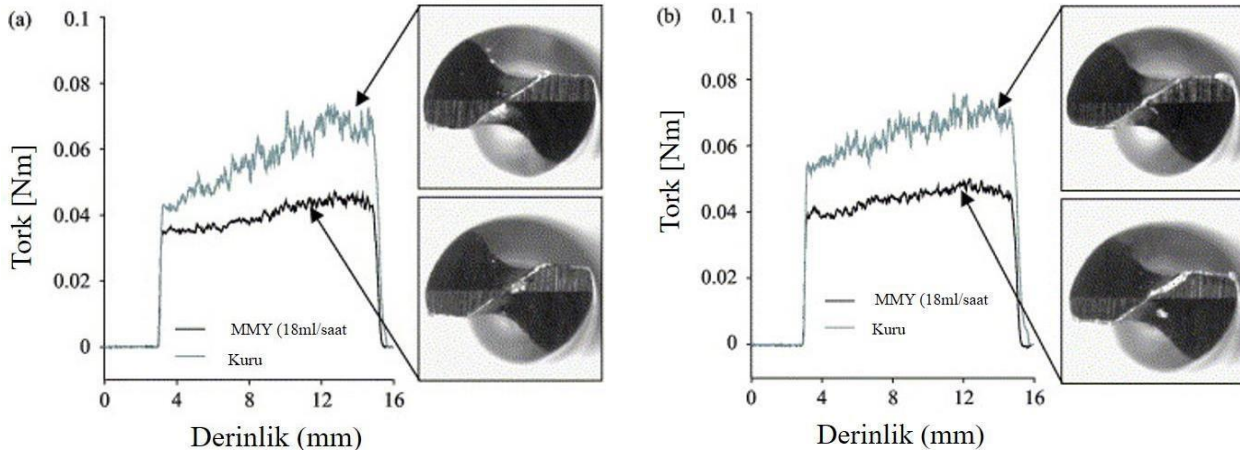 (a)
0.1
0.08
0.06
0.04
0.02
0
Tork [Nm]
MMY (18ml/saat
Kuru
0 4 8 12 16
Derinlik (mm)
(b)
0.1
0.08
0.06
0.04
0.02
0
Tork [Nm]
MMY (18ml/saat
Kuru
0 4 8 12 16
Derinlik (mm)